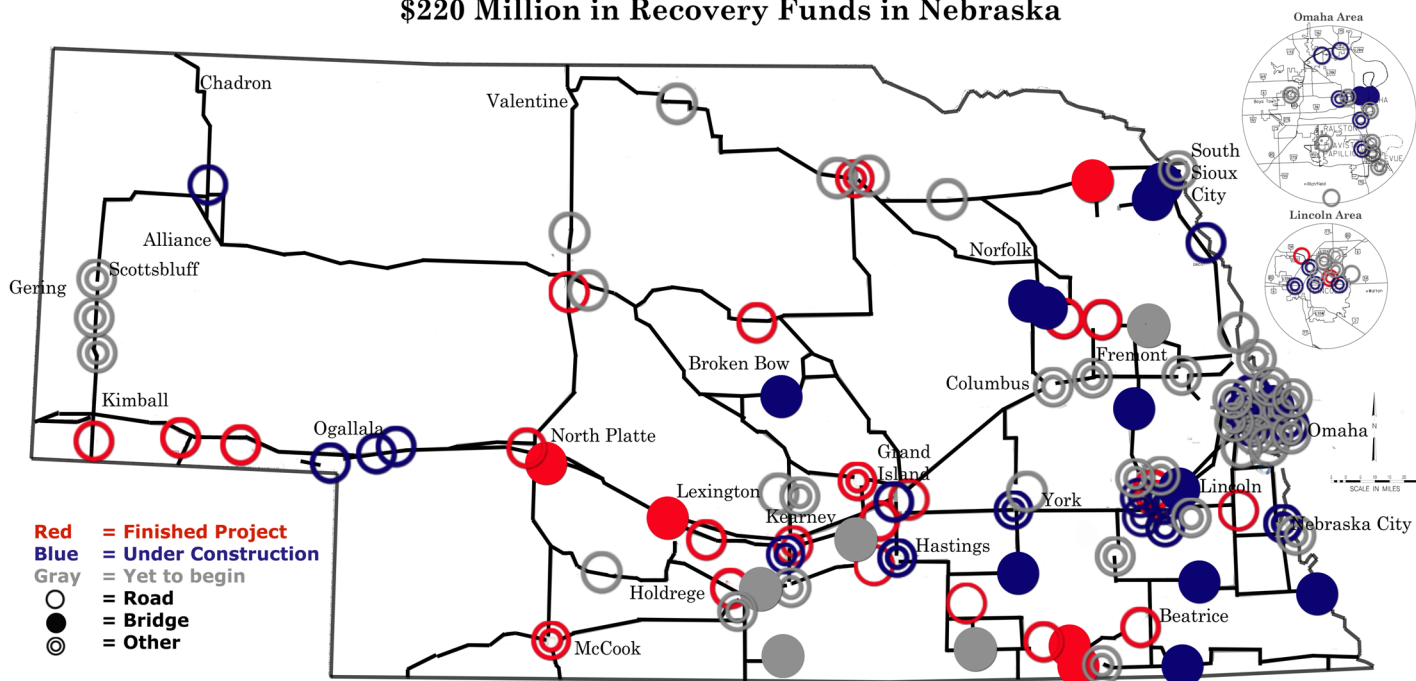 $220 Million in Recovery Funds in Nebraska
Omaha Area
Chadron
Valentine
South
Sioux
City
Lincoln Area
Alliance
Norfolk
Scottsbluff
Gering
Fremont
Broken Bow
Columbus
Kimball
Ogallala
North Platte
Omaha
N
Grand
Island
SCALE IN MILES
Lexington
York
Lincoln
Kearney
Nebraska City
Hastings
Red = Finished Project
Blue = Under Construction
Gray = Yet to begin
= Road
= Bridge
= Other
Holdrege
Beatrice
McCook